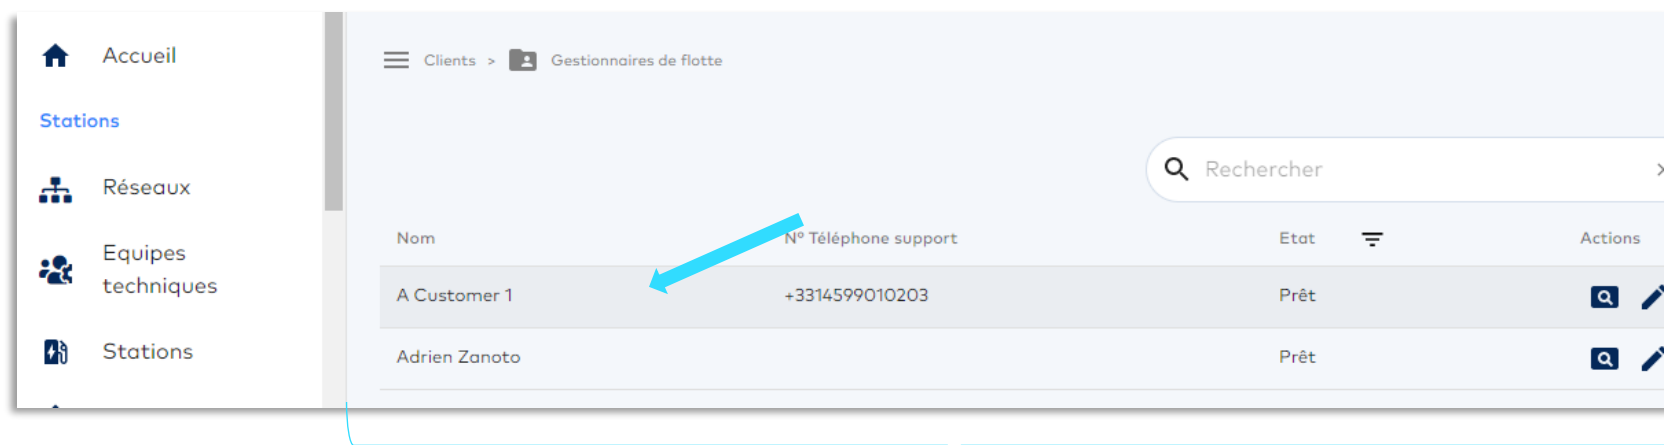 Accueil
Clients > Gestionnaires de flotte
Stations
Rechercher
Réseaux
Nom N° Téléphone support Etat Actions
Equipes
techniques
A Customer 1 +3314599010203 Prêt
Stations
Adrien Zanoto Prêt